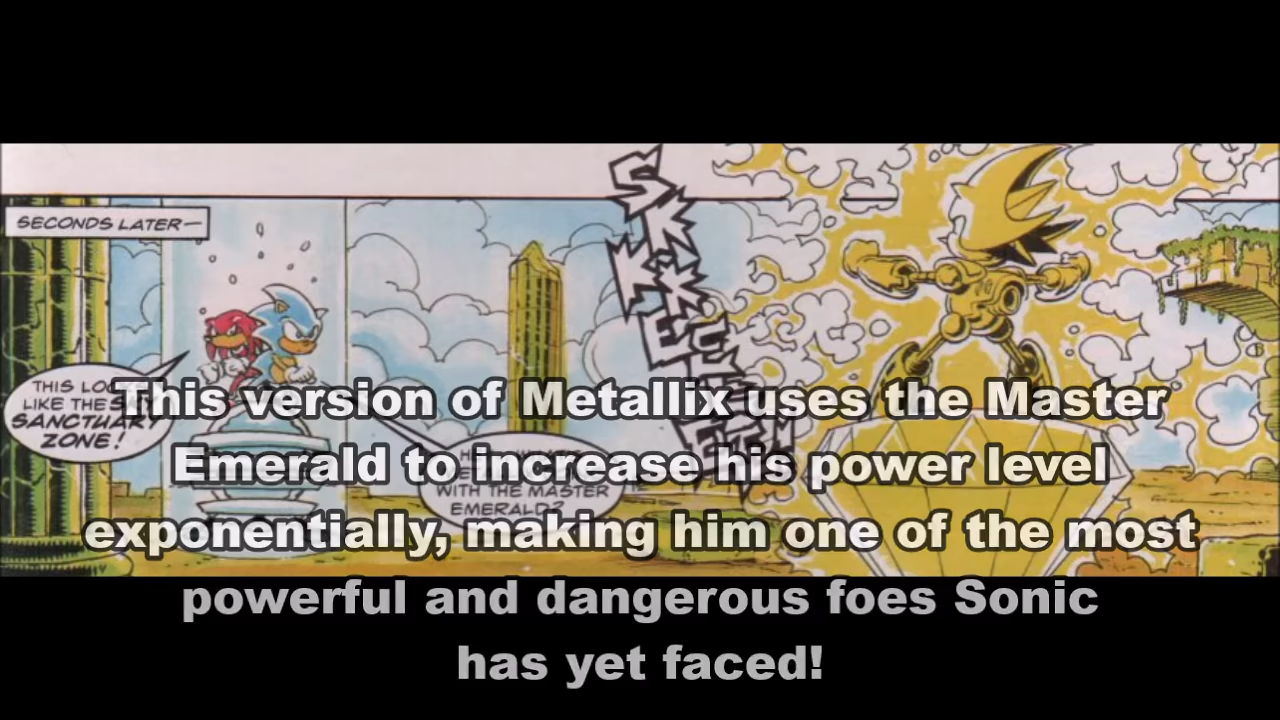 SECONDS LATER—
SKRAKK
THIS
LIKE THE
SANCTUARY
ZONE!
WITH THE MASTER
EMERALD?
This version of Metallix uses the Master
Emerald to increase his power level
exponentially, making him one of the most
powerful and dangerous foes Sonic
has yet faced!